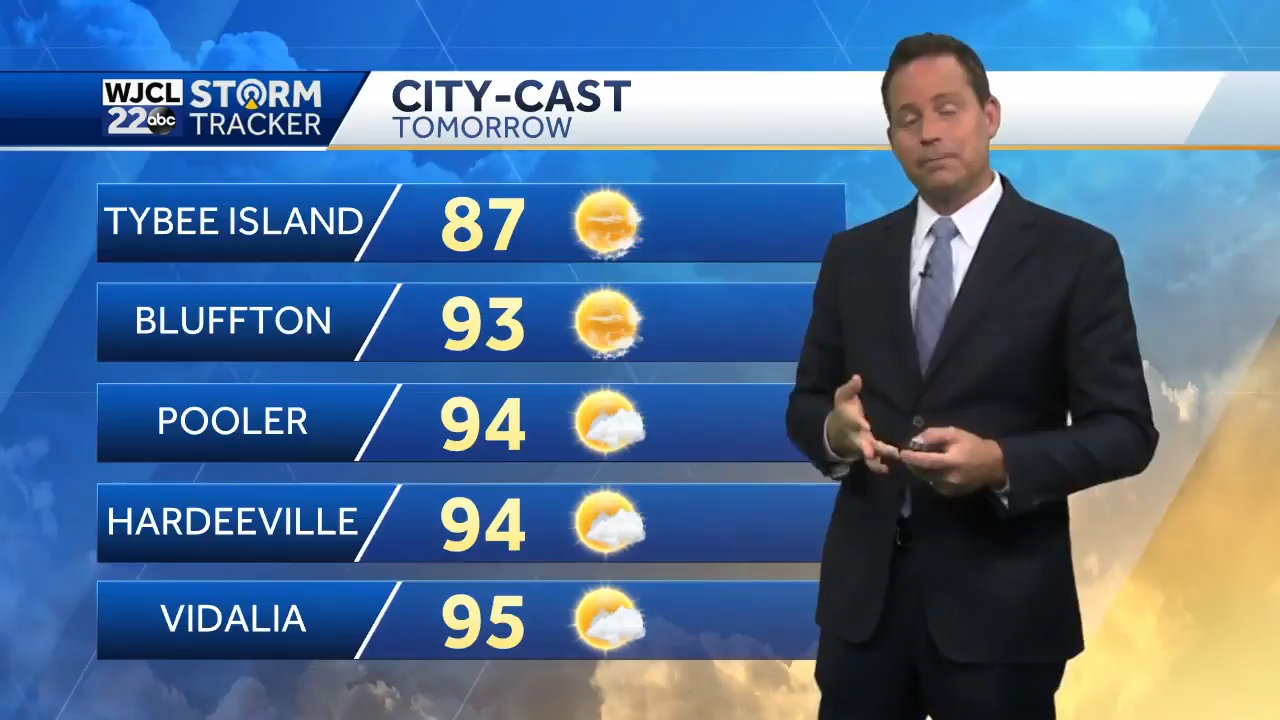 WJCL
22 abc
STORM
TRACKER
CITY-CAST
TOMORROW
TYBEE ISLAND 87
BLUFFTON 93
POOLER 94
HARDEEVILLE 94
VIDALIA 95